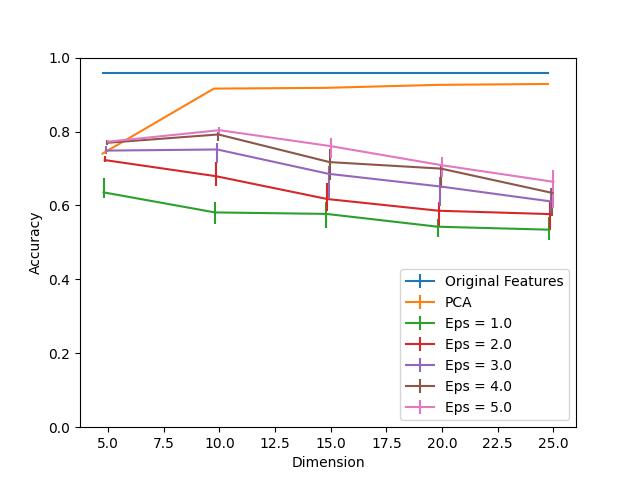 1.0
0.8
0.6
0.4
0.2
0.0
Accuracy
Original Features
PCA
Eps = 1.0
Eps = 2.0
Eps = 3.0
Eps = 4.0
Eps = 5.0
5.0 7.5 10.0 12.5 15.0 17.5 20.0 22.5 25.0
Dimension